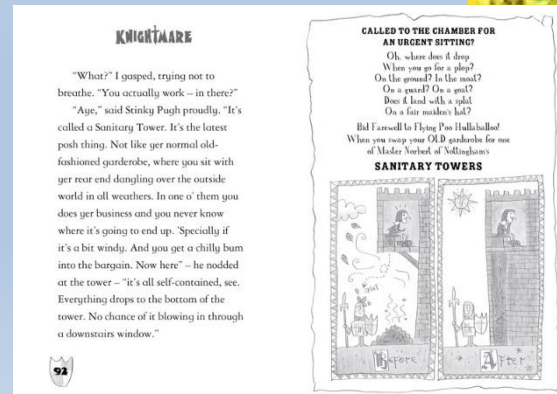 KNIGHTMARE
"What?" I gasped, trying not to
breathe. "You actually work – in there?"
"Aye," said Stinky Pugh proudly. "It's
called a Sanitary Tower. It's the latest
posh thing. Not like yer normal old-
fashioned garderobe, where you sit with
yer rear end dangling over the outside
world in all weathers. In one o' them you
does yer business and you never know
where it's going to end up. 'Specially if
it's a bit windy. And you get a chilly bum
into the bargain. Now here" – he nodded
at the tower – "it's all self-contained, see.
Everything drops to the bottom of the
tower. No chance of it blowing in through
a downstairs window."
92
CALLED TO THE CHAMBER FOR
AN URGENT SITTING?
Oh, where does it drop
When you go for a plop?
On the ground? In the moat?
On a guard? On a goat?
Does it land with a splat
On a fair maiden's hat?
Bid Farewell to Flying Poo Hullaballoo!
When you swap your OLD garderobe for one
of Master Norbert of Nottingham's
SANITARY TOWERS
Before
After